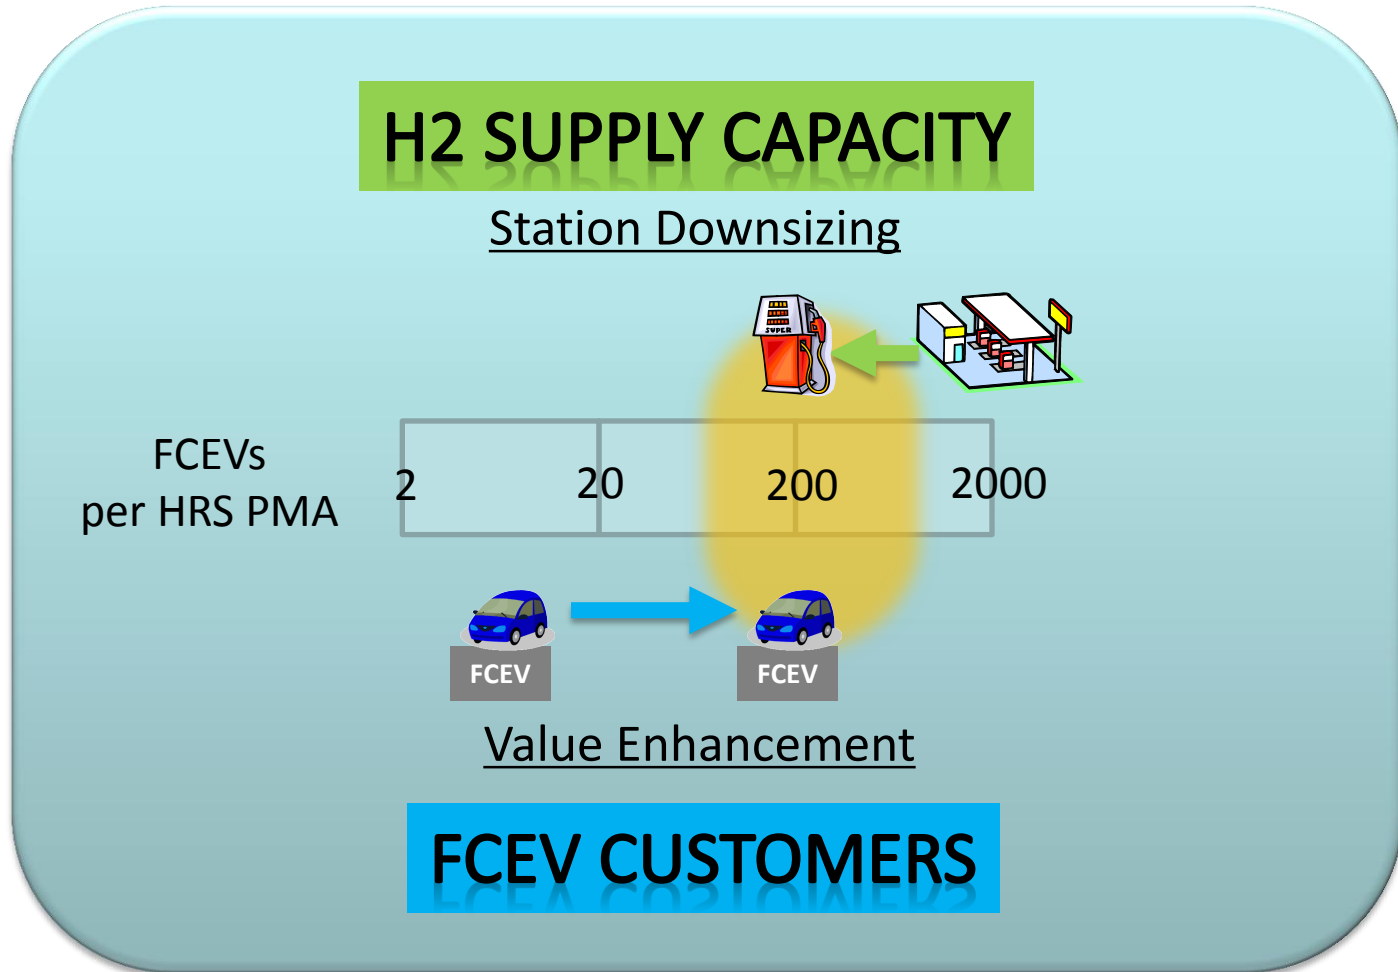 H2 SUPPLY CAPACITY
Station Downsizing
SUPER
FCEVs
per HRS PMA
2 20 200 2000
FCEV FCEV
Value Enhancement
FCEV CUSTOMERS